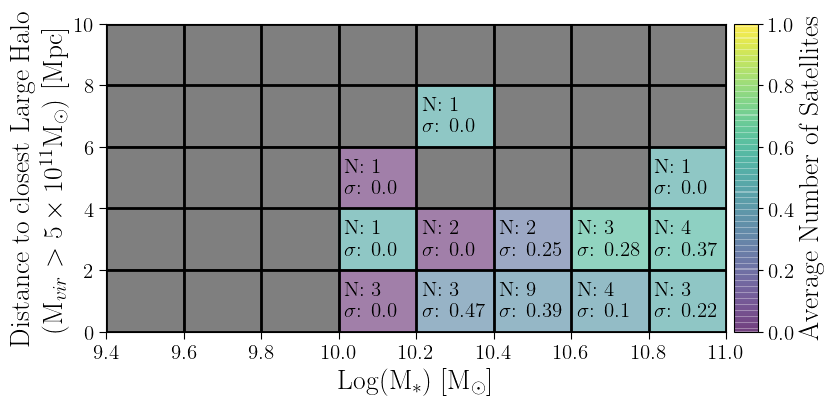 Distance to closest Large Halo
(M_vir > 5 × 10^11 M_⊙) [Mpc]
10
8
6
4
2
0
N: 1
σ: 0.0
N: 1
σ: 0.0
N: 1
σ: 0.0
N: 1
σ: 0.0
N: 2
σ: 0.0
N: 2
σ: 0.25
N: 3
σ: 0.28
N: 4
σ: 0.37
N: 3
σ: 0.0
N: 3
σ: 0.47
N: 9
σ: 0.39
N: 4
σ: 0.1
N: 3
σ: 0.22
9.4 9.6 9.8 10.0 10.2 10.4 10.6 10.8 11.0
Log(M_*) [M_⊙]
1.0
0.8
0.6
0.4
0.2
0.0
Average Number of Satellites